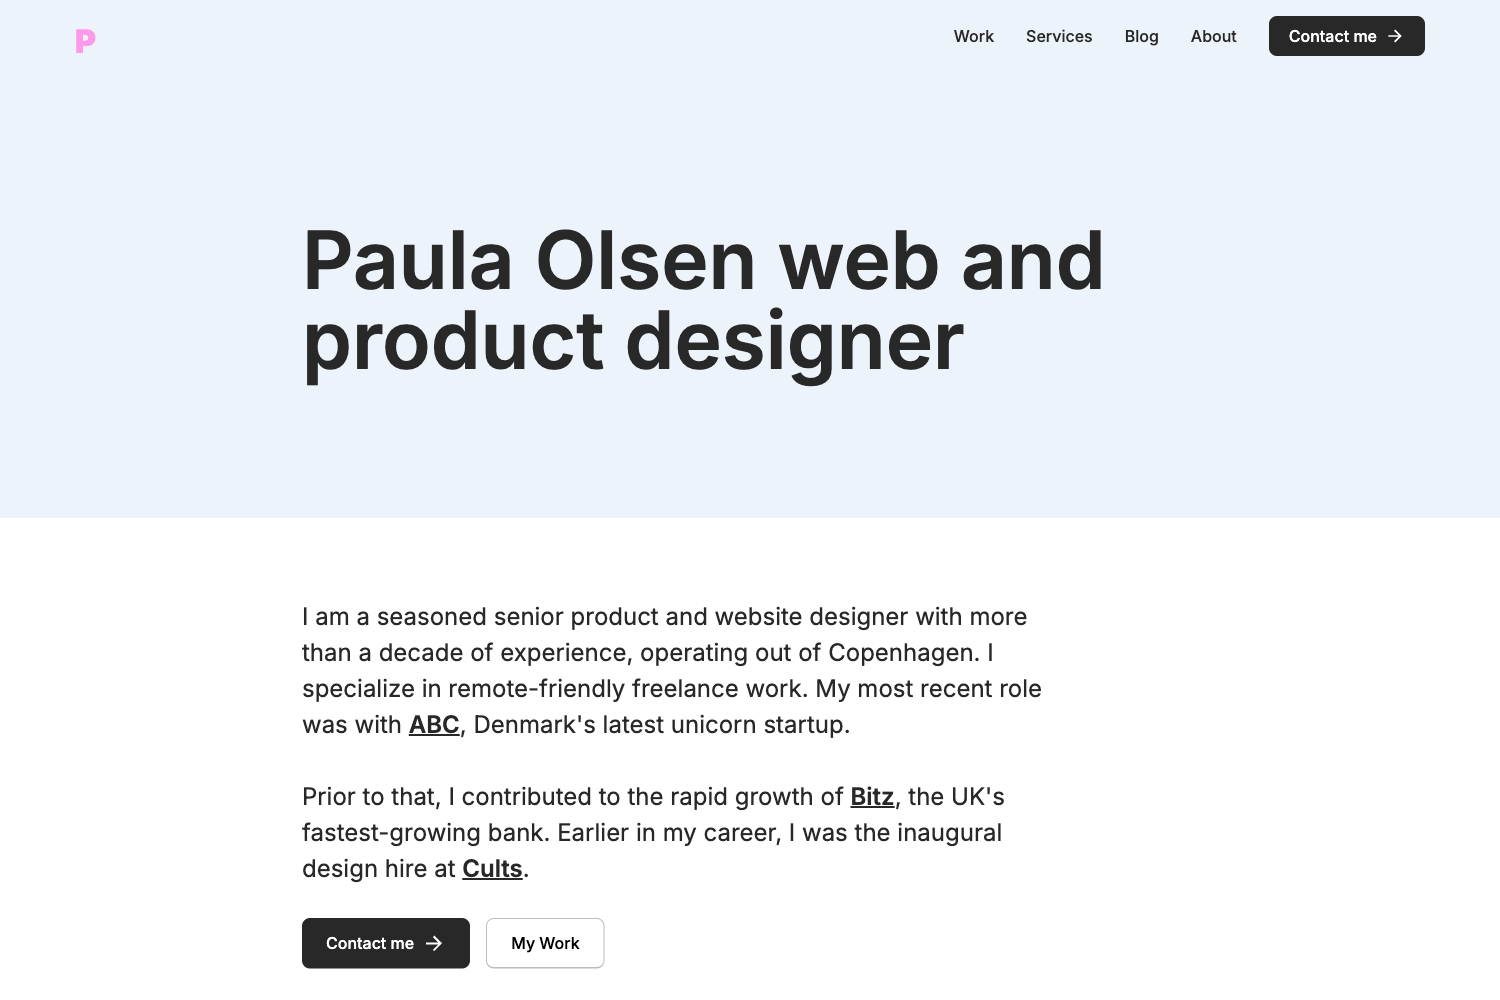 P
Work
Services
Blog
About
Contact me
Paula Olsen web and
product designer
I am a seasoned senior product and website designer with more
than a decade of experience, operating out of Copenhagen. I
specialize in remote-friendly freelance work. My most recent role
was with ABC, Denmark's latest unicorn startup.
Prior to that, I contributed to the rapid growth of Bitz, the UK's
fastest-growing bank. Earlier in my career, I was the inaugural
design hire at Cults.
Contact me
My Work